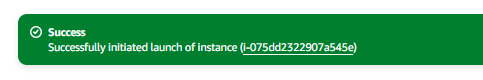 Success
Successfully initiated launch of instance (i-075dd2322907a545e)